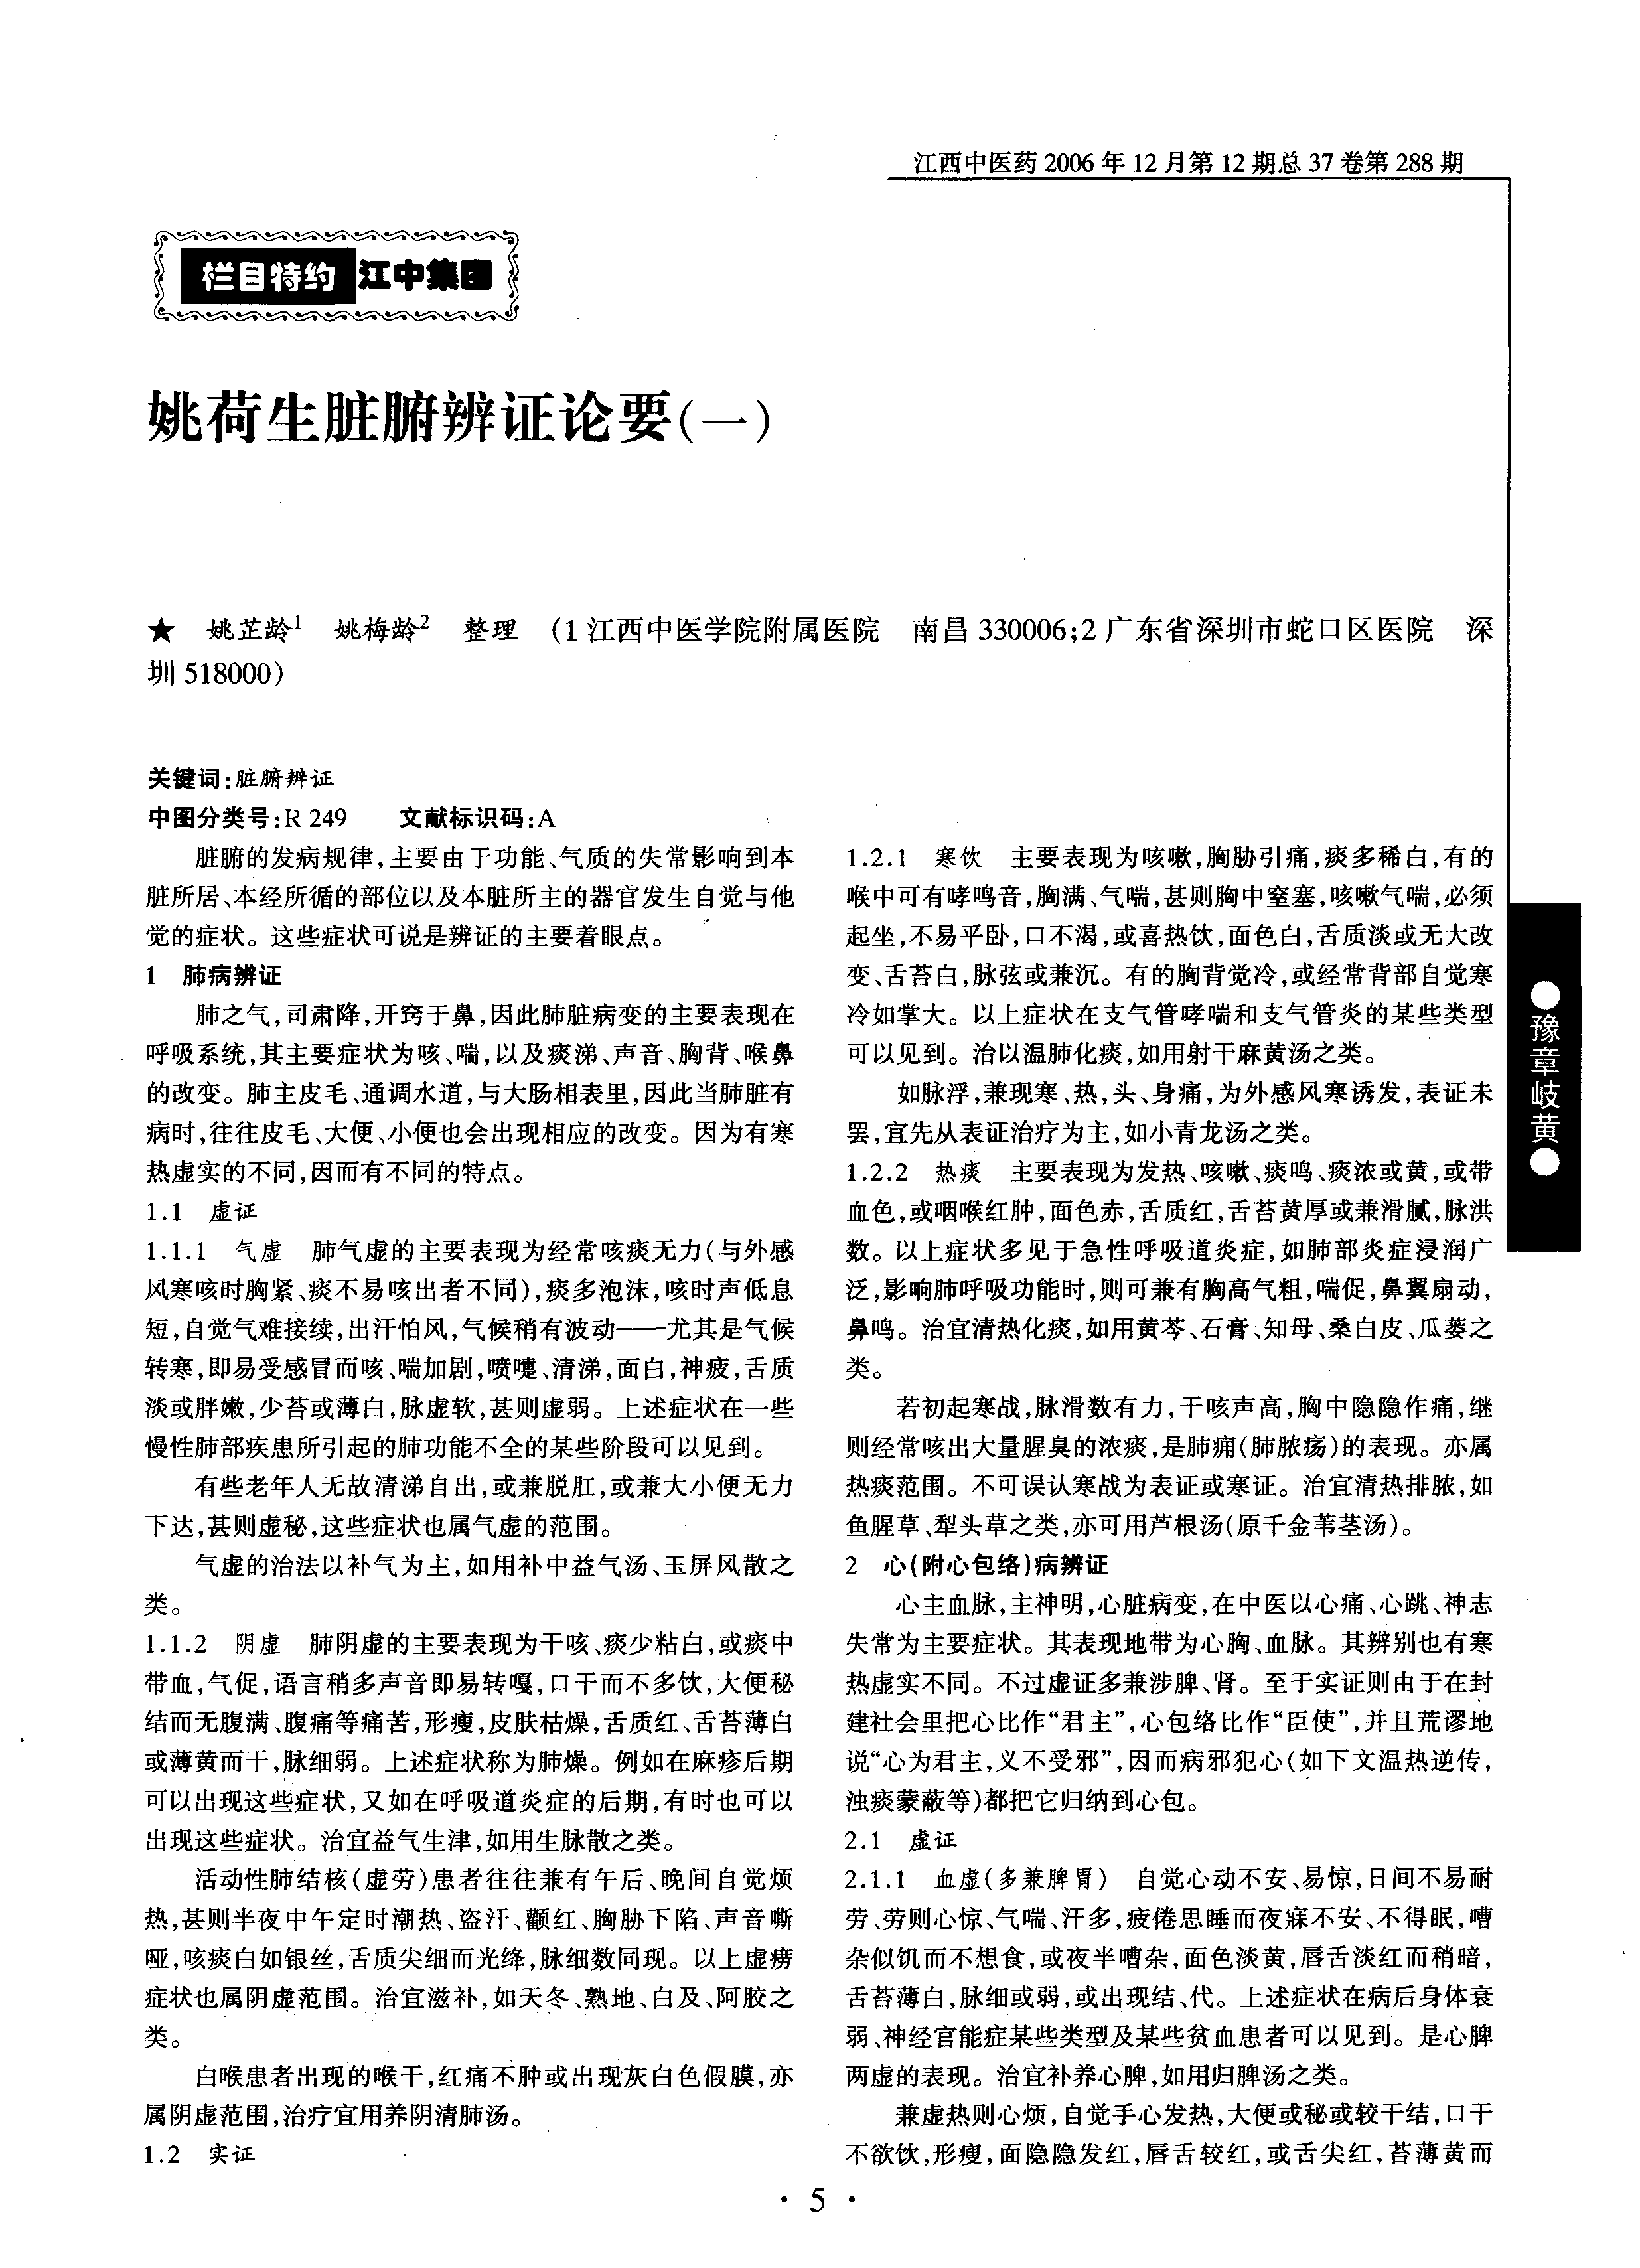 江西中医药2006年12月第12期总37卷第288期
栏目特约 江中集团
姚荷生脏腑辨证论要(一)
★ 姚芷龄1 姚梅龄2 整理 (1江西中医学院附属医院 南昌330006;2广东省深圳市蛇口区医院 深
圳518000)
关键词:脏腑辨证
中图分类号:R 249 文献标识码:A
脏腑的发病规律,主要由于功能、气质的失常影响到本
脏所居、本经所循的部位以及本脏所主的器官发生自觉与他
觉的症状。这些症状可说是辨证的主要着眼点。
1 肺病辨证
肺之气,司肃降,开窍于鼻,因此肺脏病变的主要表现在
呼吸系统,其主要症状为咳、喘,以及痰涕、声音、胸背、喉鼻
的改变。肺主皮毛、通调水道,与大肠相表里,因此当肺脏有
病时,往往皮毛、大便、小便也会出现相应的改变。因为有寒
热虚实的不同,因而有不同的特点。
1.1 虚证
1.1.1 气虚 肺气虚的主要表现为经常咳痰无力(与外感
风寒咳时胸紧、痰不易咳出者不同),痰多泡沫,咳时声低息
短,自觉气难接续,出汗怕风,气候稍有波动——尤其是气候
转寒,即易受感冒而咳、喘加剧,喷嚏、清涕,面白,神疲,舌质
淡或胖嫩,少苔或薄白,脉虚软,甚则虚弱。上述症状在一些
慢性肺部疾患所引起的肺功能不全的某些阶段可以见到。
有些老年人无故清涕自出,或兼脱肛,或兼大小便无力
下达,甚则虚秘,这些症状也属气虚的范围。
气虚的治法以补气为主,如用补中益气汤、玉屏风散之
类。
1.1.2 阴虚 肺阴虚的主要表现为干咳、痰少粘白,或痰中
带血,气促,语言稍多声音即易转嘎,口干而不多饮,大便秘
结而无腹满、腹痛等痛苦,形瘦,皮肤枯燥,舌质红、舌苔薄白
或薄黄而干,脉细弱。上述症状称为肺燥。例如在麻疹后期
可以出现这些症状,又如在呼吸道炎症的后期,有时也可以
出现这些症状。治宜益气生津,如用生脉散之类。
活动性肺结核(虚劳)患者往往兼有午后、晚间自觉烦
热,甚则半夜中午定时潮热、盗汗、颧红、胸胁下陷、声音嘶
哑,咳痰白如银丝,舌质尖细而光绛,脉细数同现。以上虚痨
症状也属阴虚范围。治宜滋补,如天冬、熟地、白及、阿胶之
类。
白喉患者出现的喉干,红痛不肿或出现灰白色假膜,亦
属阴虚范围,治疗宜用养阴清肺汤。
1.2 实证
1.2.1 寒饮 主要表现为咳嗽,胸胁引痛,痰多稀白,有的
喉中可有哮鸣音,胸满、气喘,甚则胸中窒塞,咳嗽气喘,必须
起坐,不易平卧,口不渴,或喜热饮,面色白,舌质淡或无大改
变、舌苔白,脉弦或兼沉。有的胸背觉冷,或经常背部自觉寒
冷如掌大。以上症状在支气管哮喘和支气管炎的某些类型
可以见到。治以温肺化痰,如用射干麻黄汤之类。
如脉浮,兼现寒、热,头、身痛,为外感风寒诱发,表证未
罢,宜先从表证治疗为主,如小青龙汤之类。
1.2.2 热痰 主要表现为发热、咳嗽、痰鸣、痰浓或黄,或带
血色,或咽喉红肿,面色赤,舌质红,舌苔黄厚或兼滑腻,脉洪
数。以上症状多见于急性呼吸道炎症,如肺部炎症浸润广
泛,影响肺呼吸功能时,则可兼有胸高气粗,喘促,鼻翼扇动,
鼻鸣。治宜清热化痰,如用黄芩、石膏、知母、桑白皮、瓜蒌之
类。
若初起寒战,脉滑数有力,干咳声高,胸中隐隐作痛,继
则经常咳出大量腥臭的浓痰,是肺痈(肺脓疡)的表现。亦属
热痰范围。不可误认寒战为表证或寒证。治宜清热排脓,如
鱼腥草、犁头草之类,亦可用芦根汤(原千金苇茎汤)。
2 心(附心包络)病辨证
心主血脉,主神明,心脏病变,在中医以心痛、心跳、神志
失常为主要症状。其表现地带为心胸、血脉。其辨别也有寒
热虚实不同。不过虚证多兼涉脾、肾。至于实证则由于在封
建社会里把心比作“君主”,心包络比作“臣使”,并且荒谬地
说“心为君主,义不受邪”,因而病邪犯心(如下文温热逆传,
浊痰蒙蔽等)都把它归纳到心包。
2.1 虚证
2.1.1 血虚(多兼脾胃) 自觉心动不安、易惊,日间不易耐
劳、劳则心惊、气喘、汗多,疲倦思睡而夜寐不安、不得眠,嘈
杂似饥而不想食,或夜半嘈杂,面色淡黄,唇舌淡红而稍暗,
舌苔薄白,脉细或弱,或出现结、代。上述症状在病后身体衰
弱、神经官能症某些类型及某些贫血患者可以见到。是心脾
两虚的表现。治宜补养心脾,如用归脾汤之类。
兼虚热则心烦,自觉手心发热,大便或秘或较干结,口干
不欲饮,形瘦,面隐隐发红,唇舌较红,或舌尖红,苔薄黄而
●豫章岐黄●
· 5 ·